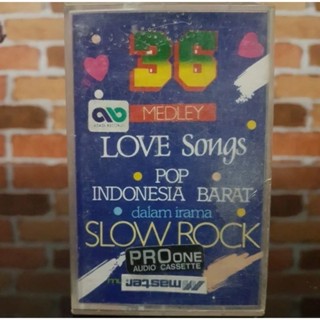 36
MEDLEY
LOVE Songs
POP
INDONESIA BARAT
dalam irama
SLOW ROCK
PRO ONE
AUDIO CASSETTE
master